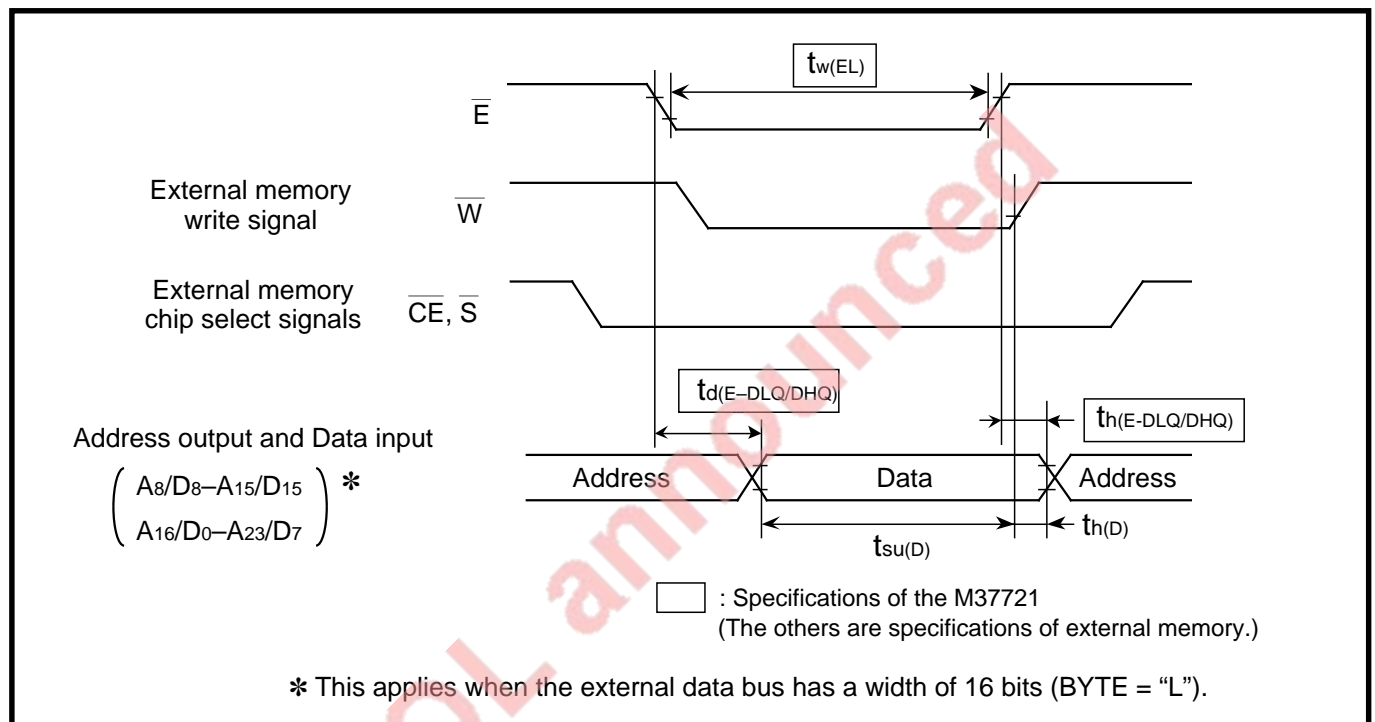 tw(EL)
E
External memory
write signal
W
External memory
chip select signals
CE, S
td(E–DLQ/DHQ)
th(E-DLQ/DHQ)
Address output and Data input
A8/D8–A15/D15
A16/D0–A23/D7
✽
Address
Data
Address
tsu(D)
th(D)
: Specifications of the M37721
(The others are specifications of external memory.)
✽ This applies when the external data bus has a width of 16 bits (BYTE = “L”).
OL announced